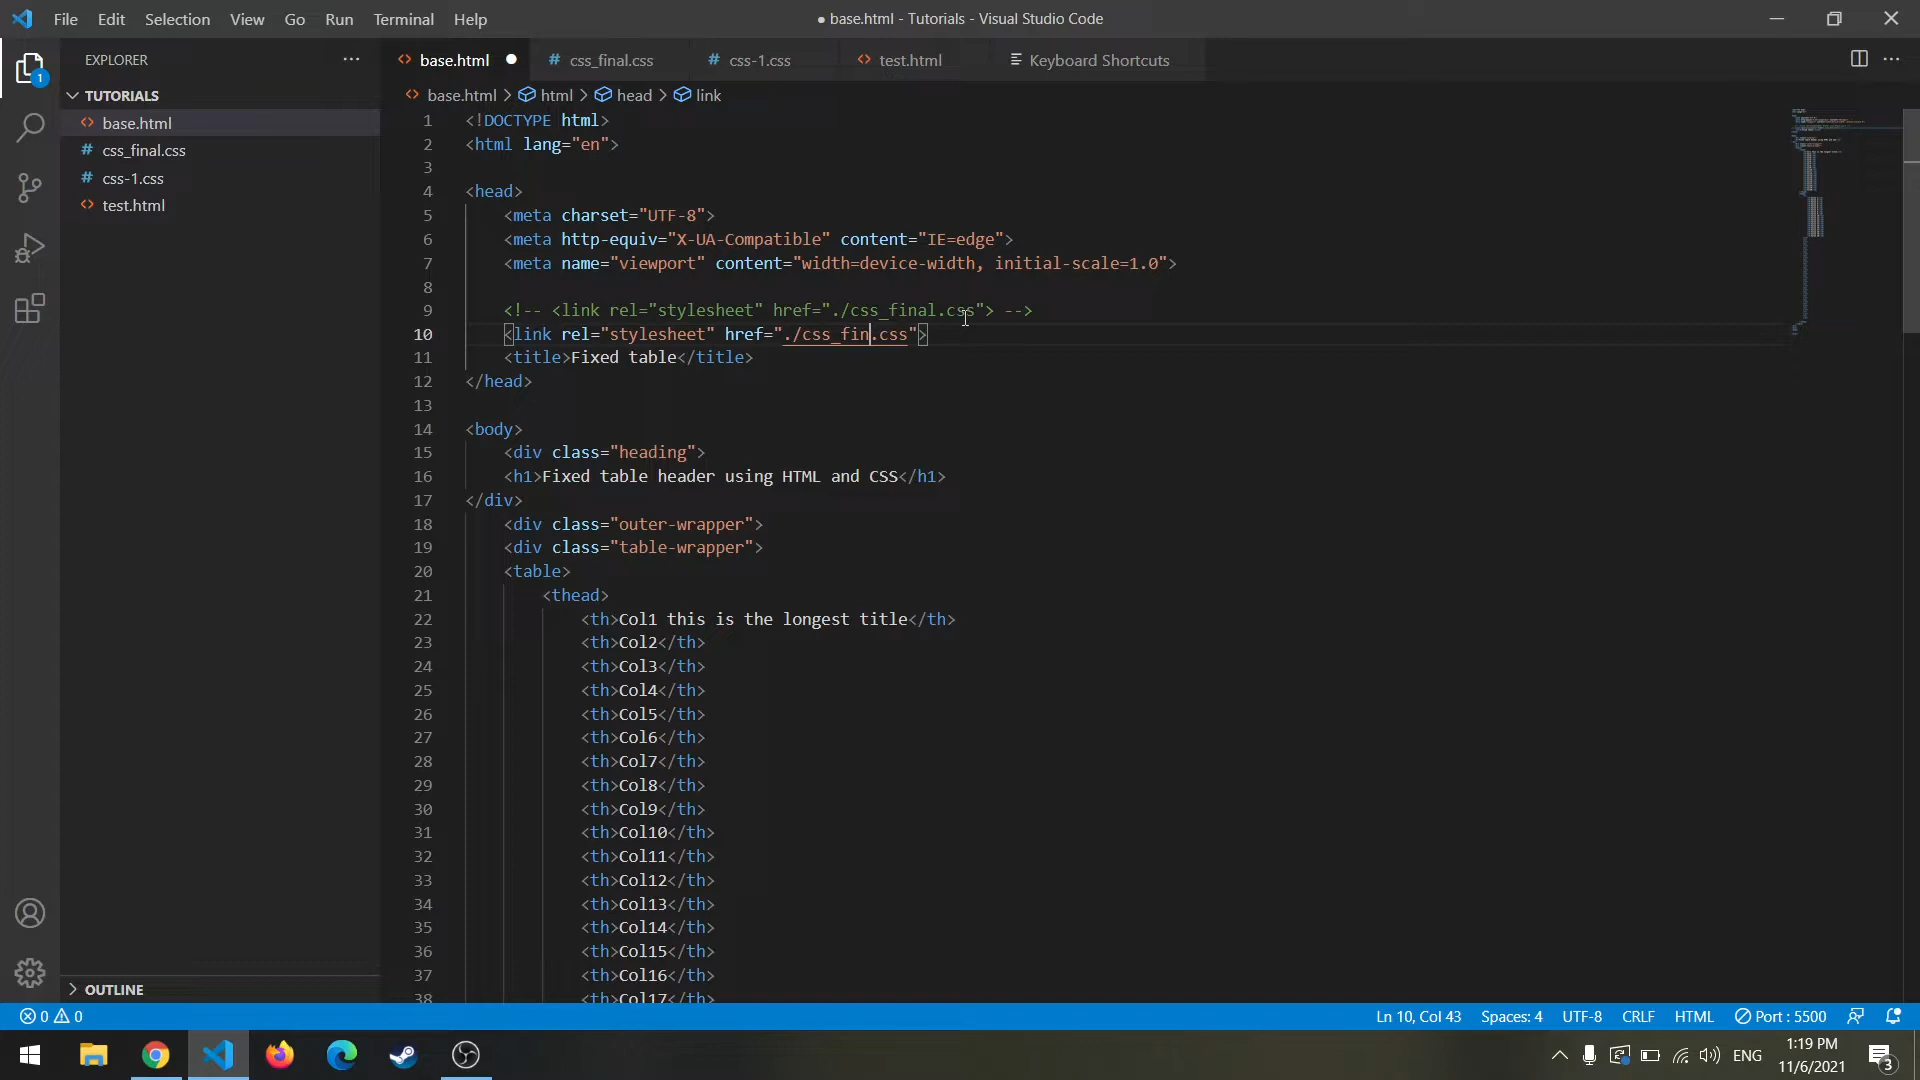 File Edit Selection View Go Run Terminal Help
● base.html - Tutorials - Visual Studio Code
EXPLORER
base.html
css_final.css
css-1.css
test.html
Keyboard Shortcuts
1
TUTORIALS
base.html
css_final.css
css-1.css
test.html
base.html > html > head > link
1 <!DOCTYPE html>
2 <html lang="en">
3
4 <head>
5 <meta charset="UTF-8">
6 <meta http-equiv="X-UA-Compatible" content="IE=edge">
7 <meta name="viewport" content="width=device-width, initial-scale=1.0">
8
9 <!-- <link rel="stylesheet" href="./css_final.css"> -->
10 <link rel="stylesheet" href="./css_fin.css">
11 <title>Fixed table</title>
12 </head>
13
14 <body>
15 <div class="heading">
16 <h1>Fixed table header using HTML and CSS</h1>
17 </div>
18 <div class="outer-wrapper">
19 <div class="table-wrapper">
20 <table>
21 <thead>
22 <th>Col1 this is the longest title</th>
23 <th>Col2</th>
24 <th>Col3</th>
25 <th>Col4</th>
26 <th>Col5</th>
27 <th>Col6</th>
28 <th>Col7</th>
29 <th>Col8</th>
30 <th>Col9</th>
31 <th>Col10</th>
32 <th>Col11</th>
33 <th>Col12</th>
34 <th>Col13</th>
35 <th>Col14</th>
36 <th>Col15</th>
37 <th>Col16</th>
38 <th>Col17</th>
OUTLINE
0 0
Ln 10, Col 43 Spaces: 4 UTF-8 CRLF HTML Port : 5500
ENG
1:19 PM
11/6/2021
3